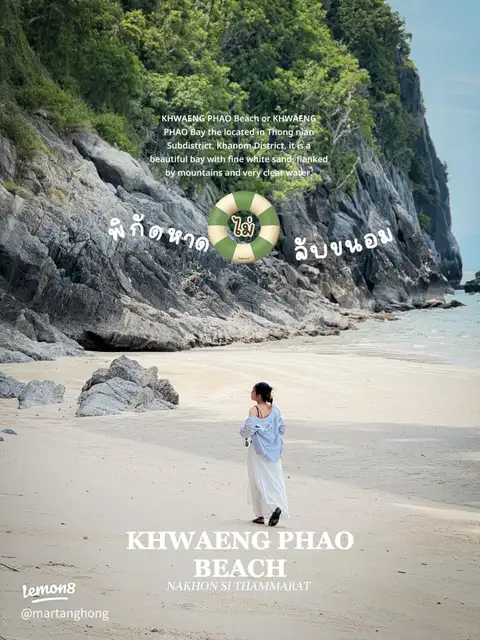 KHWAENG PHAO Beach or KHWAENG
PHAO Bay the located in Thong nian
Subdistrict, Khanom District, it is a
beautiful bay with fine white sand, flanked
by mountains and very clear water.
พิกัดหาด ไม่ ลับขนอม
KHWAENG PHAO
BEACH
NAKHON SI THAMMARAT
lemon8
@martanghong